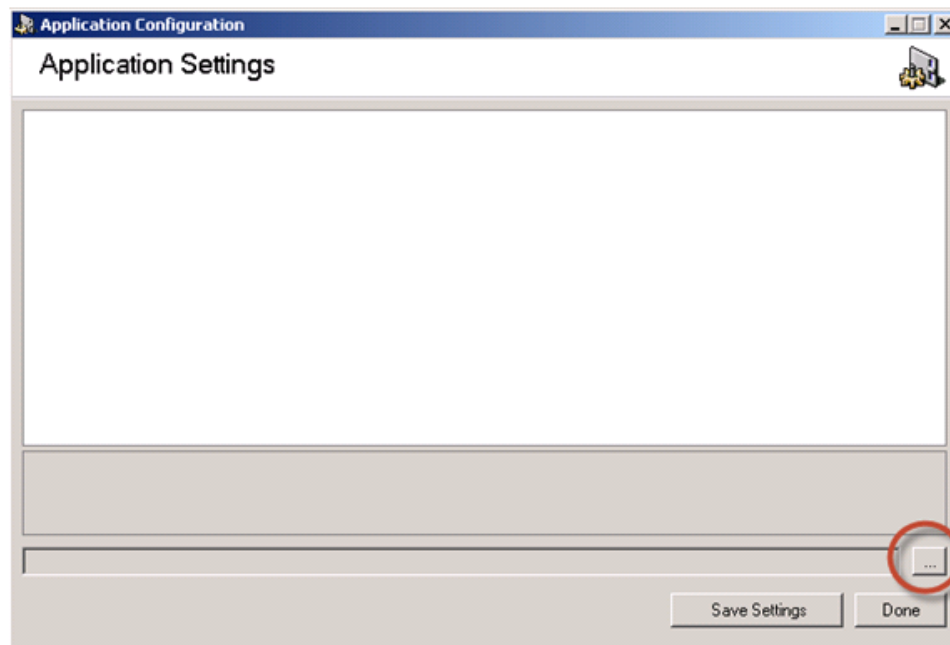 Application Configuration
Application Settings
...
Save Settings
Done